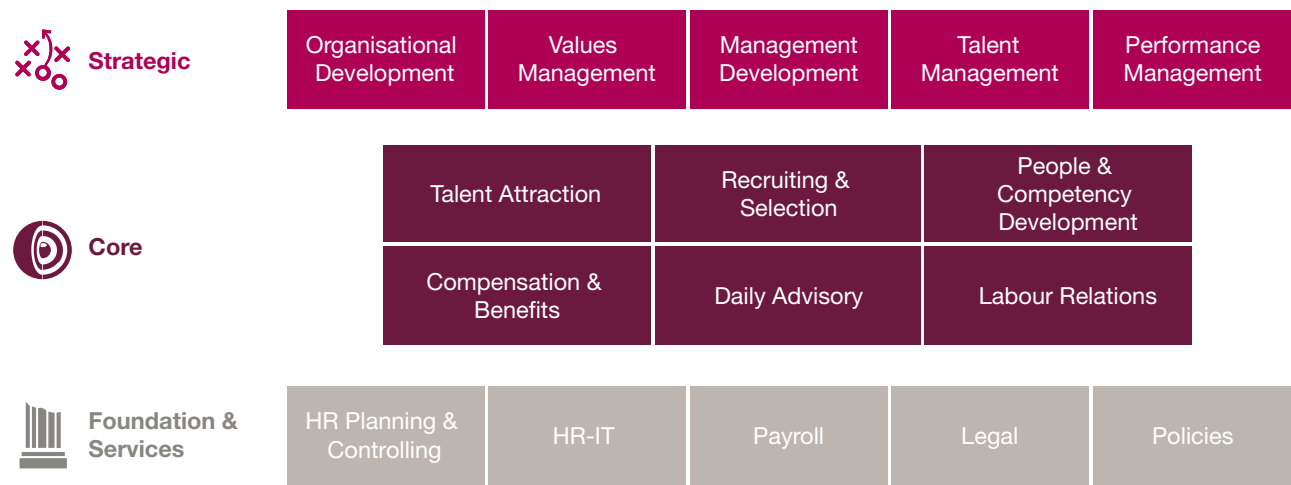 Strategic
Organisational
Development
Values
Management
Management
Development
Talent
Management
Performance
Management
Core
Talent Attraction
Recruiting &
Selection
People &
Competency
Development
Compensation &
Benefits
Daily Advisory
Labour Relations
Foundation &
Services
HR Planning &
Controlling
HR-IT
Payroll
Legal
Policies